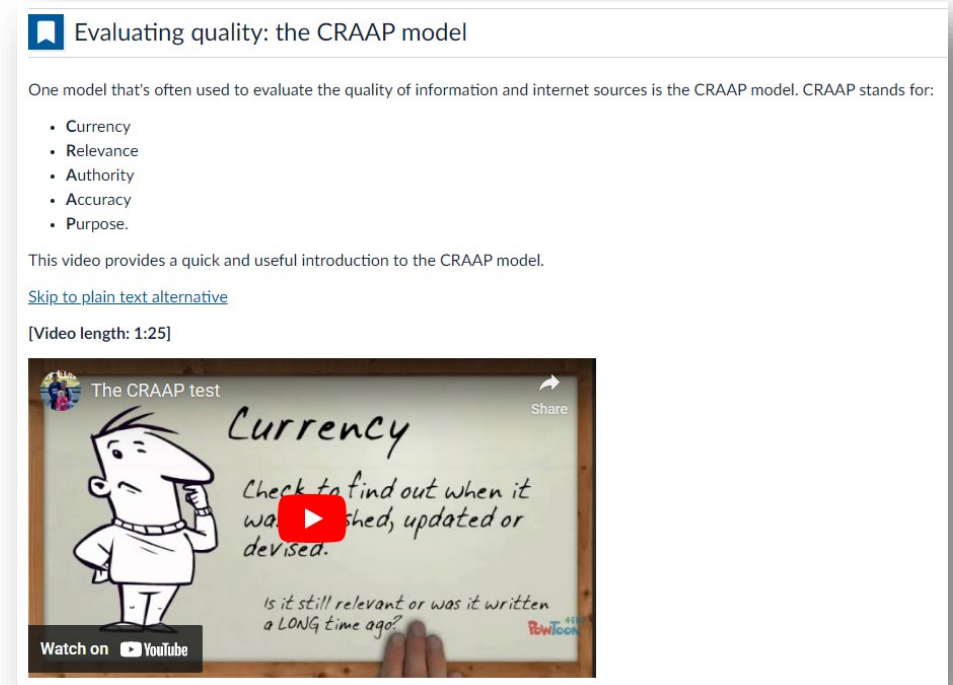 Evaluating quality: the CRAAP model
One model that's often used to evaluate the quality of information and internet sources is the CRAAP model. CRAAP stands for:
• Currency
• Relevance
• Authority
• Accuracy
• Purpose.
This video provides a quick and useful introduction to the CRAAP model.
Skip to plain text alternative
[Video length: 1:25]
The CRAAP test
Share
Currency
Check to find out when it
wa shed, updated or
devised.
Is it still relevant or was it written
a LONG time ago?
POWTOON
Watch on YouTube